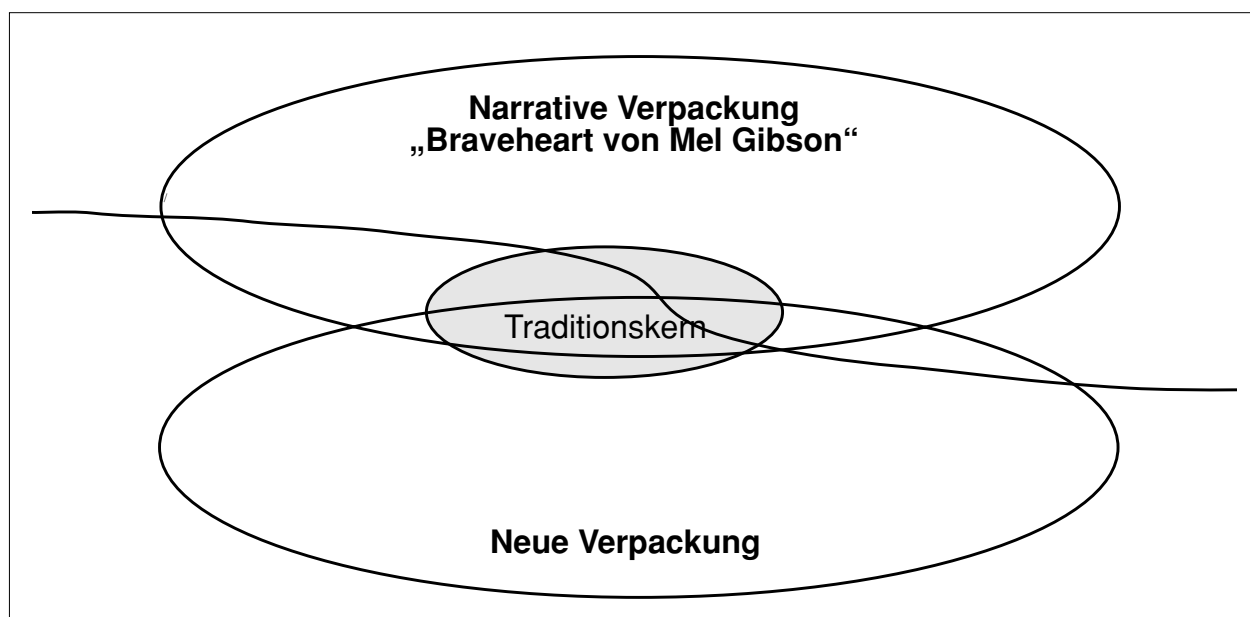 Narrative Verpackung
„Braveheart von Mel Gibson“
Traditionskern
Neue Verpackung